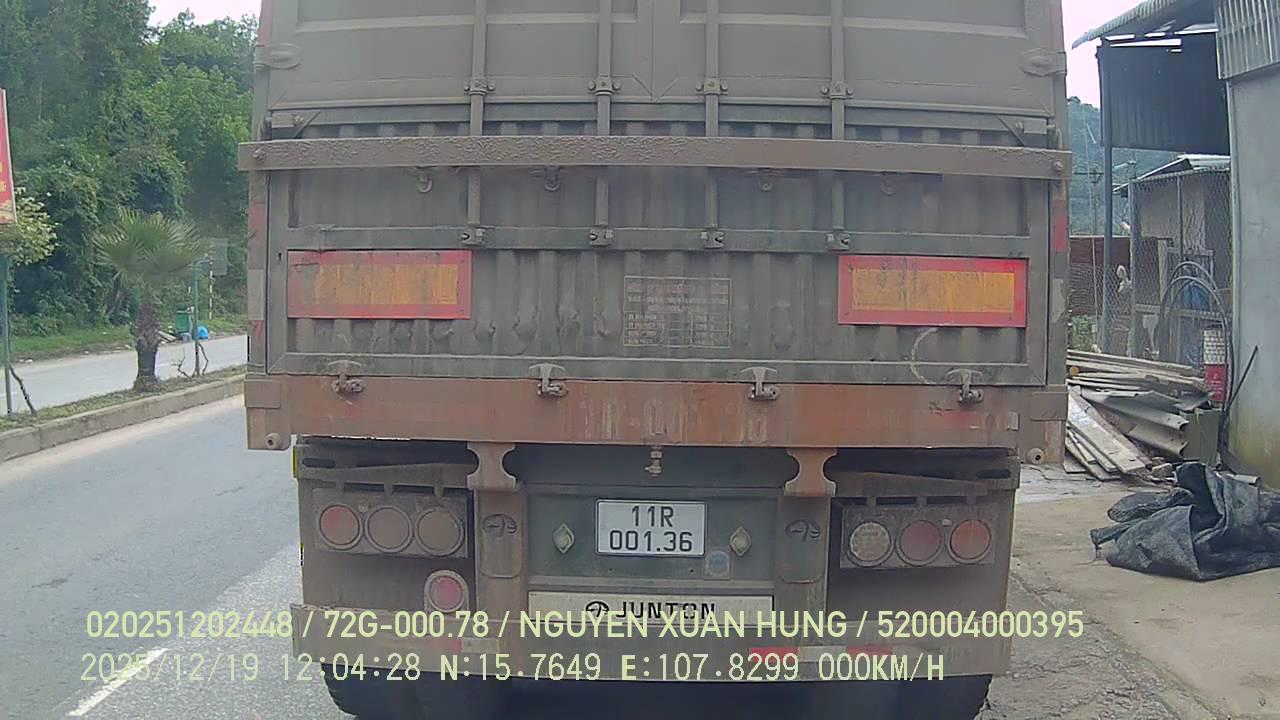 11R
001.36
JUNTON
020251202448 / 72G-000.78 / NGUYEN XUAN HUNG / 520004000395
2025/12/19 12:04:28 N:15.7649 E:107.8299 000KM/H